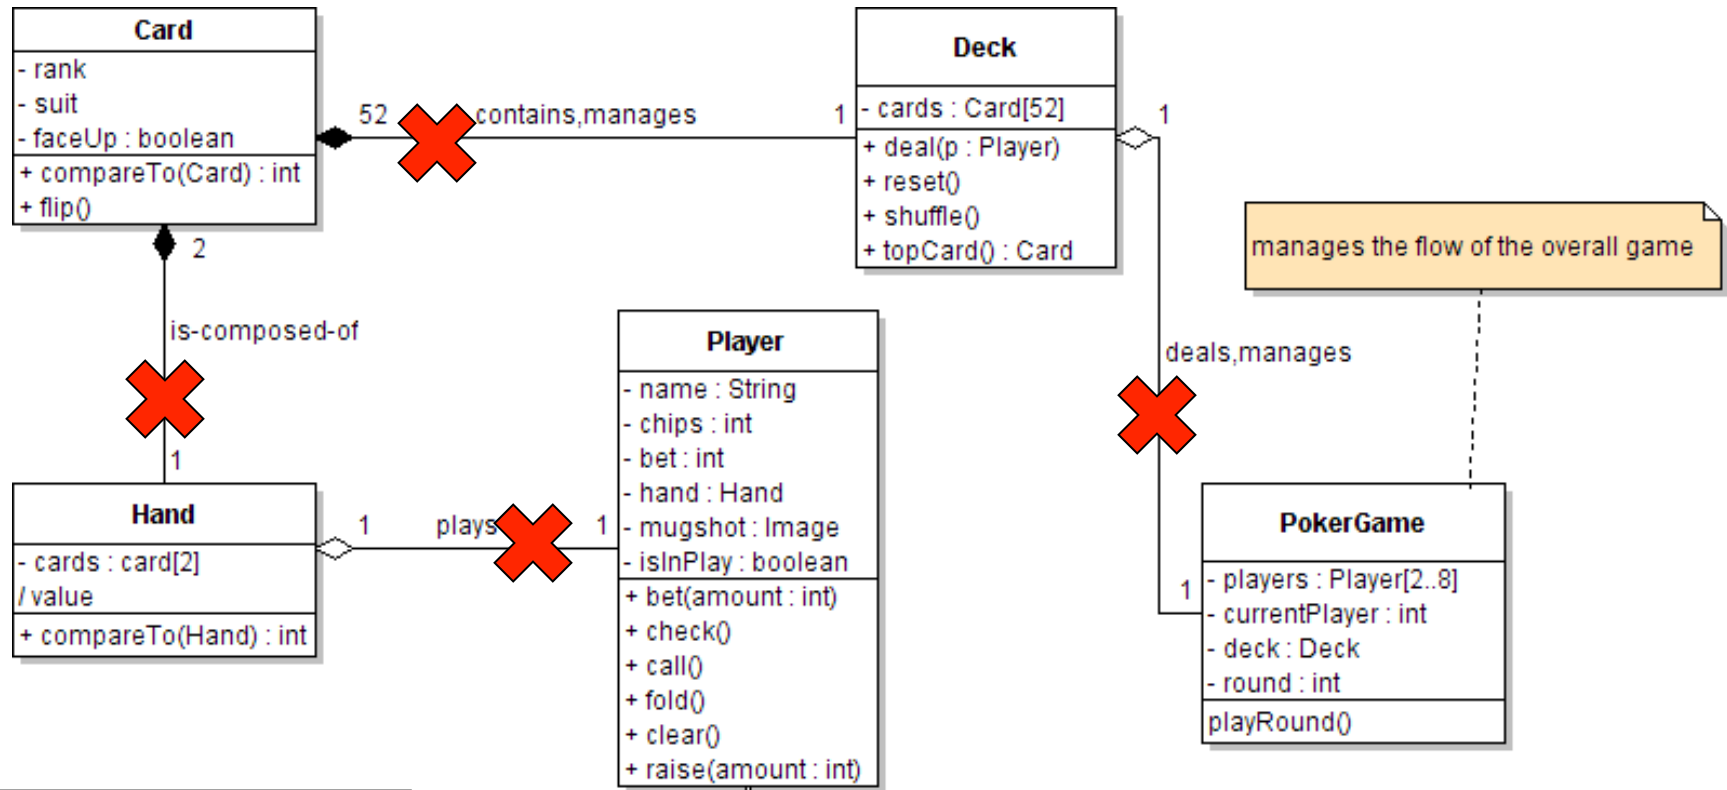 Card
- rank
- suit
- faceUp : boolean
+ compareTo(Card) : int
+ flip()
52
contains,manages
1
Deck
- cards : Card[52]
+ deal(p : Player)
+ reset()
+ shuffle()
+ topCard() : Card
1
manages the flow of the overall game
2
is-composed-of
1
deals,manages
1
Hand
- cards : card[2]
/ value
+ compareTo(Hand) : int
1
plays
1
Player
- name : String
- chips : int
- bet : int
- hand : Hand
- mugshot : Image
- isInPlay : boolean
+ bet(amount : int)
+ check()
+ call()
+ fold()
+ clear()
+ raise(amount : int)
PokerGame
- players : Player[2..8]
- currentPlayer : int
- deck : Deck
- round : int
playRound()